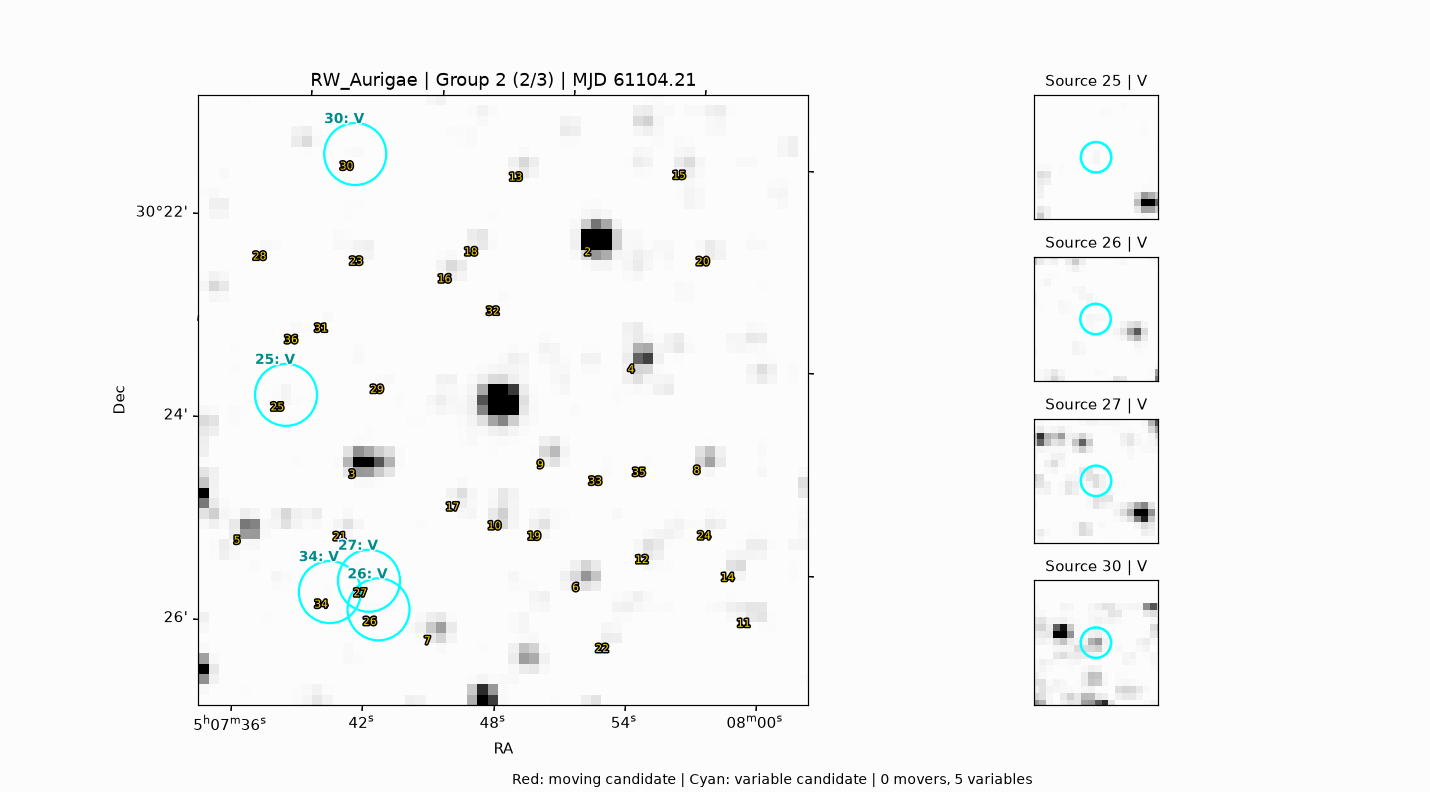 RW_Aurigae | Group 2 (2/3) | MJD 61104.21
Source 25 | V
30: V
30
13
15
30°22'
28
23
18
16
2
20
Source 26 | V
32
31
36
25: V
4
29
25
Dec
24'
Source 27 | V
3
9
33
35
8
17
10
19
5
21
27: V
34: V
26: V
12
24
Source 30 | V
27
34
6
14
26
26'
7
22
11
5ʰ07ᵐ36ˢ
42ˢ
48ˢ
54ˢ
08ᵐ00ˢ
RA
Red: moving candidate | Cyan: variable candidate | 0 movers, 5 variables